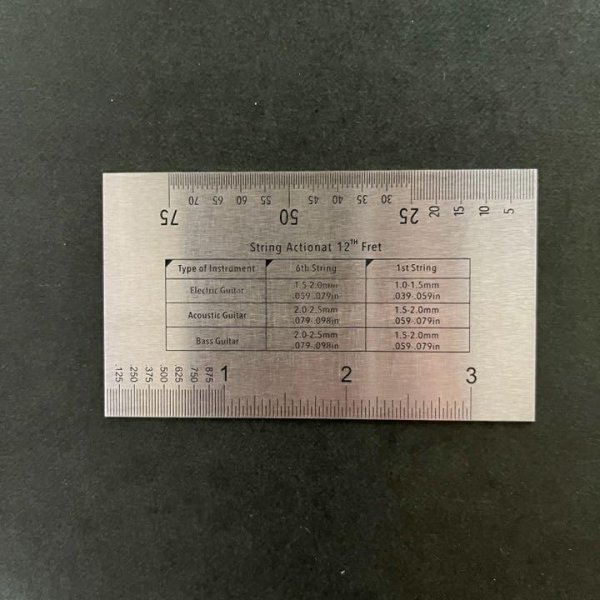 75 70 65 60 55 50 45 40 35 30 25 20 15 10 5
String Actionat 12TH Fret
Type of Instrument 6th String 1st String
Electric Guitar 1.5-2.0mm 1.0-1.5mm
.059-.079in .039-.059in
Acoustic Guitar 2.0-2.5mm 1.5-2.0mm
.079-.098in .059-.079in
Bass Guitar 2.0-2.5mm 1.5-2.0mm
.079-.098in .059-.079in
.125 .250 .375 .500 .625 .750 .875 1 2 3